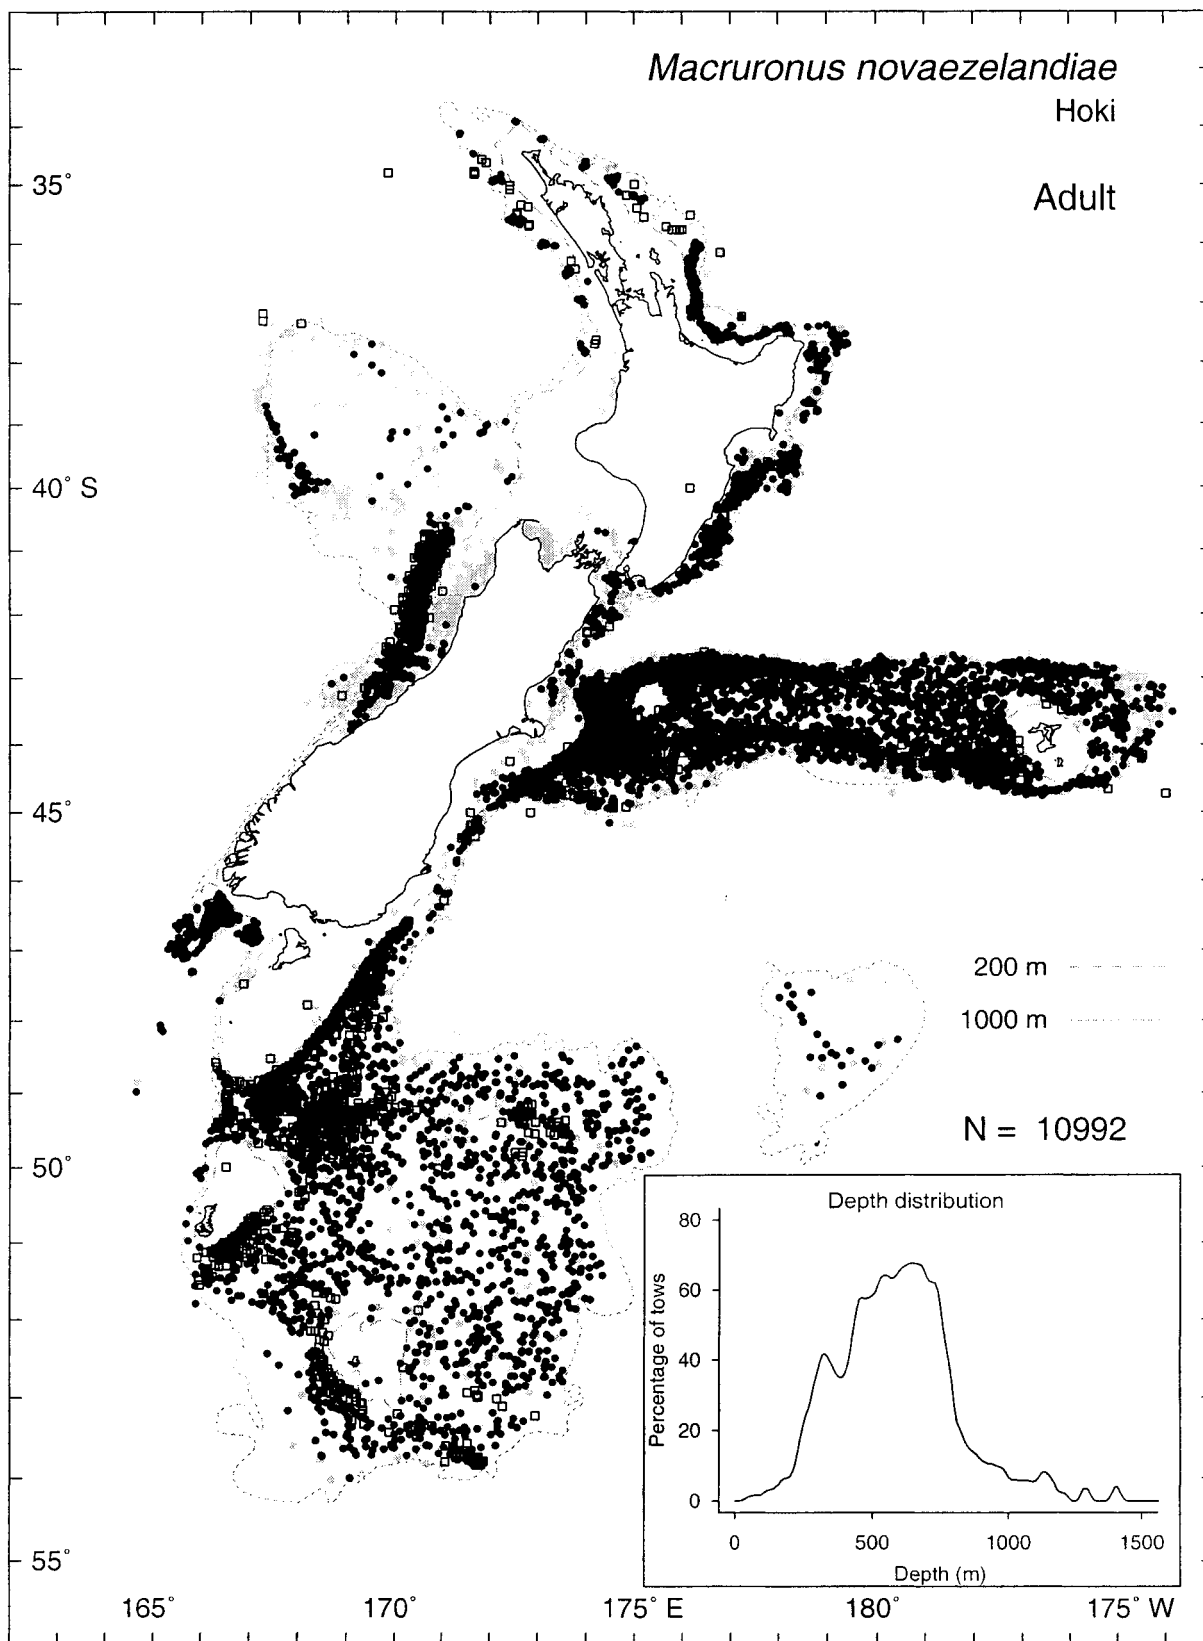 Macruronus novaezelandiae
Hoki
Adult
35°
40° S
45°
200 m
1000 m
N = 10992
50°
Depth distribution
80
60
40
20
0
Percentage of tows
0 500 1000 1500
Depth (m)
55°
165° 170° 175° E 180° 175° W